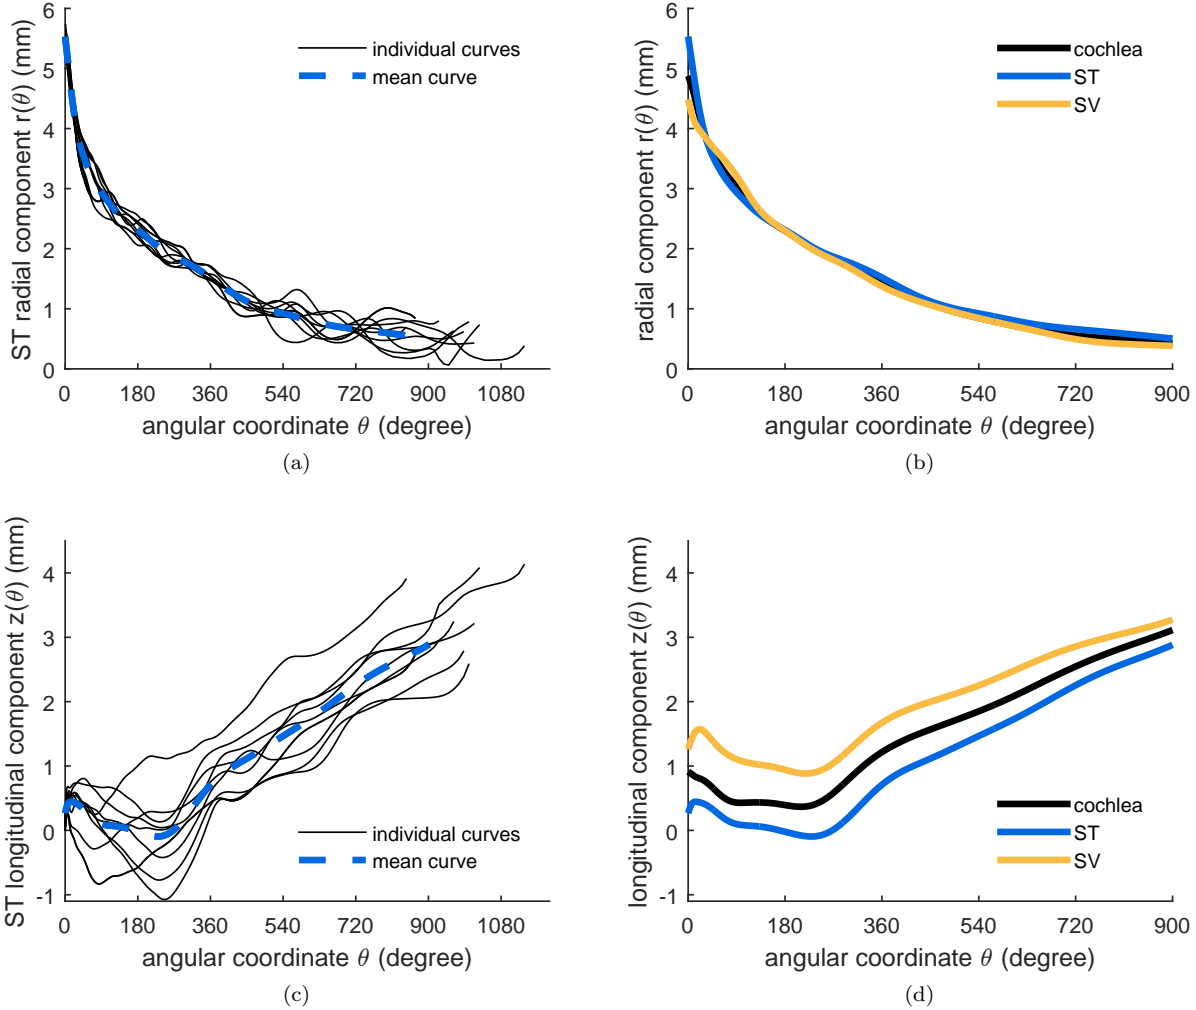 6
5
4
3
2
1
0
ST radial component r(θ) (mm)
individual curves
mean curve
0 180 360 540 720 900 1080
angular coordinate θ (degree)
(a)
6
5
4
3
2
1
0
radial component r(θ) (mm)
cochlea
ST
SV
0 180 360 540 720 900
angular coordinate θ (degree)
(b)
4
3
2
1
0
-1
ST longitudinal component z(θ) (mm)
individual curves
mean curve
0 180 360 540 720 900 1080
angular coordinate θ (degree)
(c)
4
3
2
1
0
-1
longitudinal component z(θ) (mm)
cochlea
ST
SV
0 180 360 540 720 900
angular coordinate θ (degree)
(d)